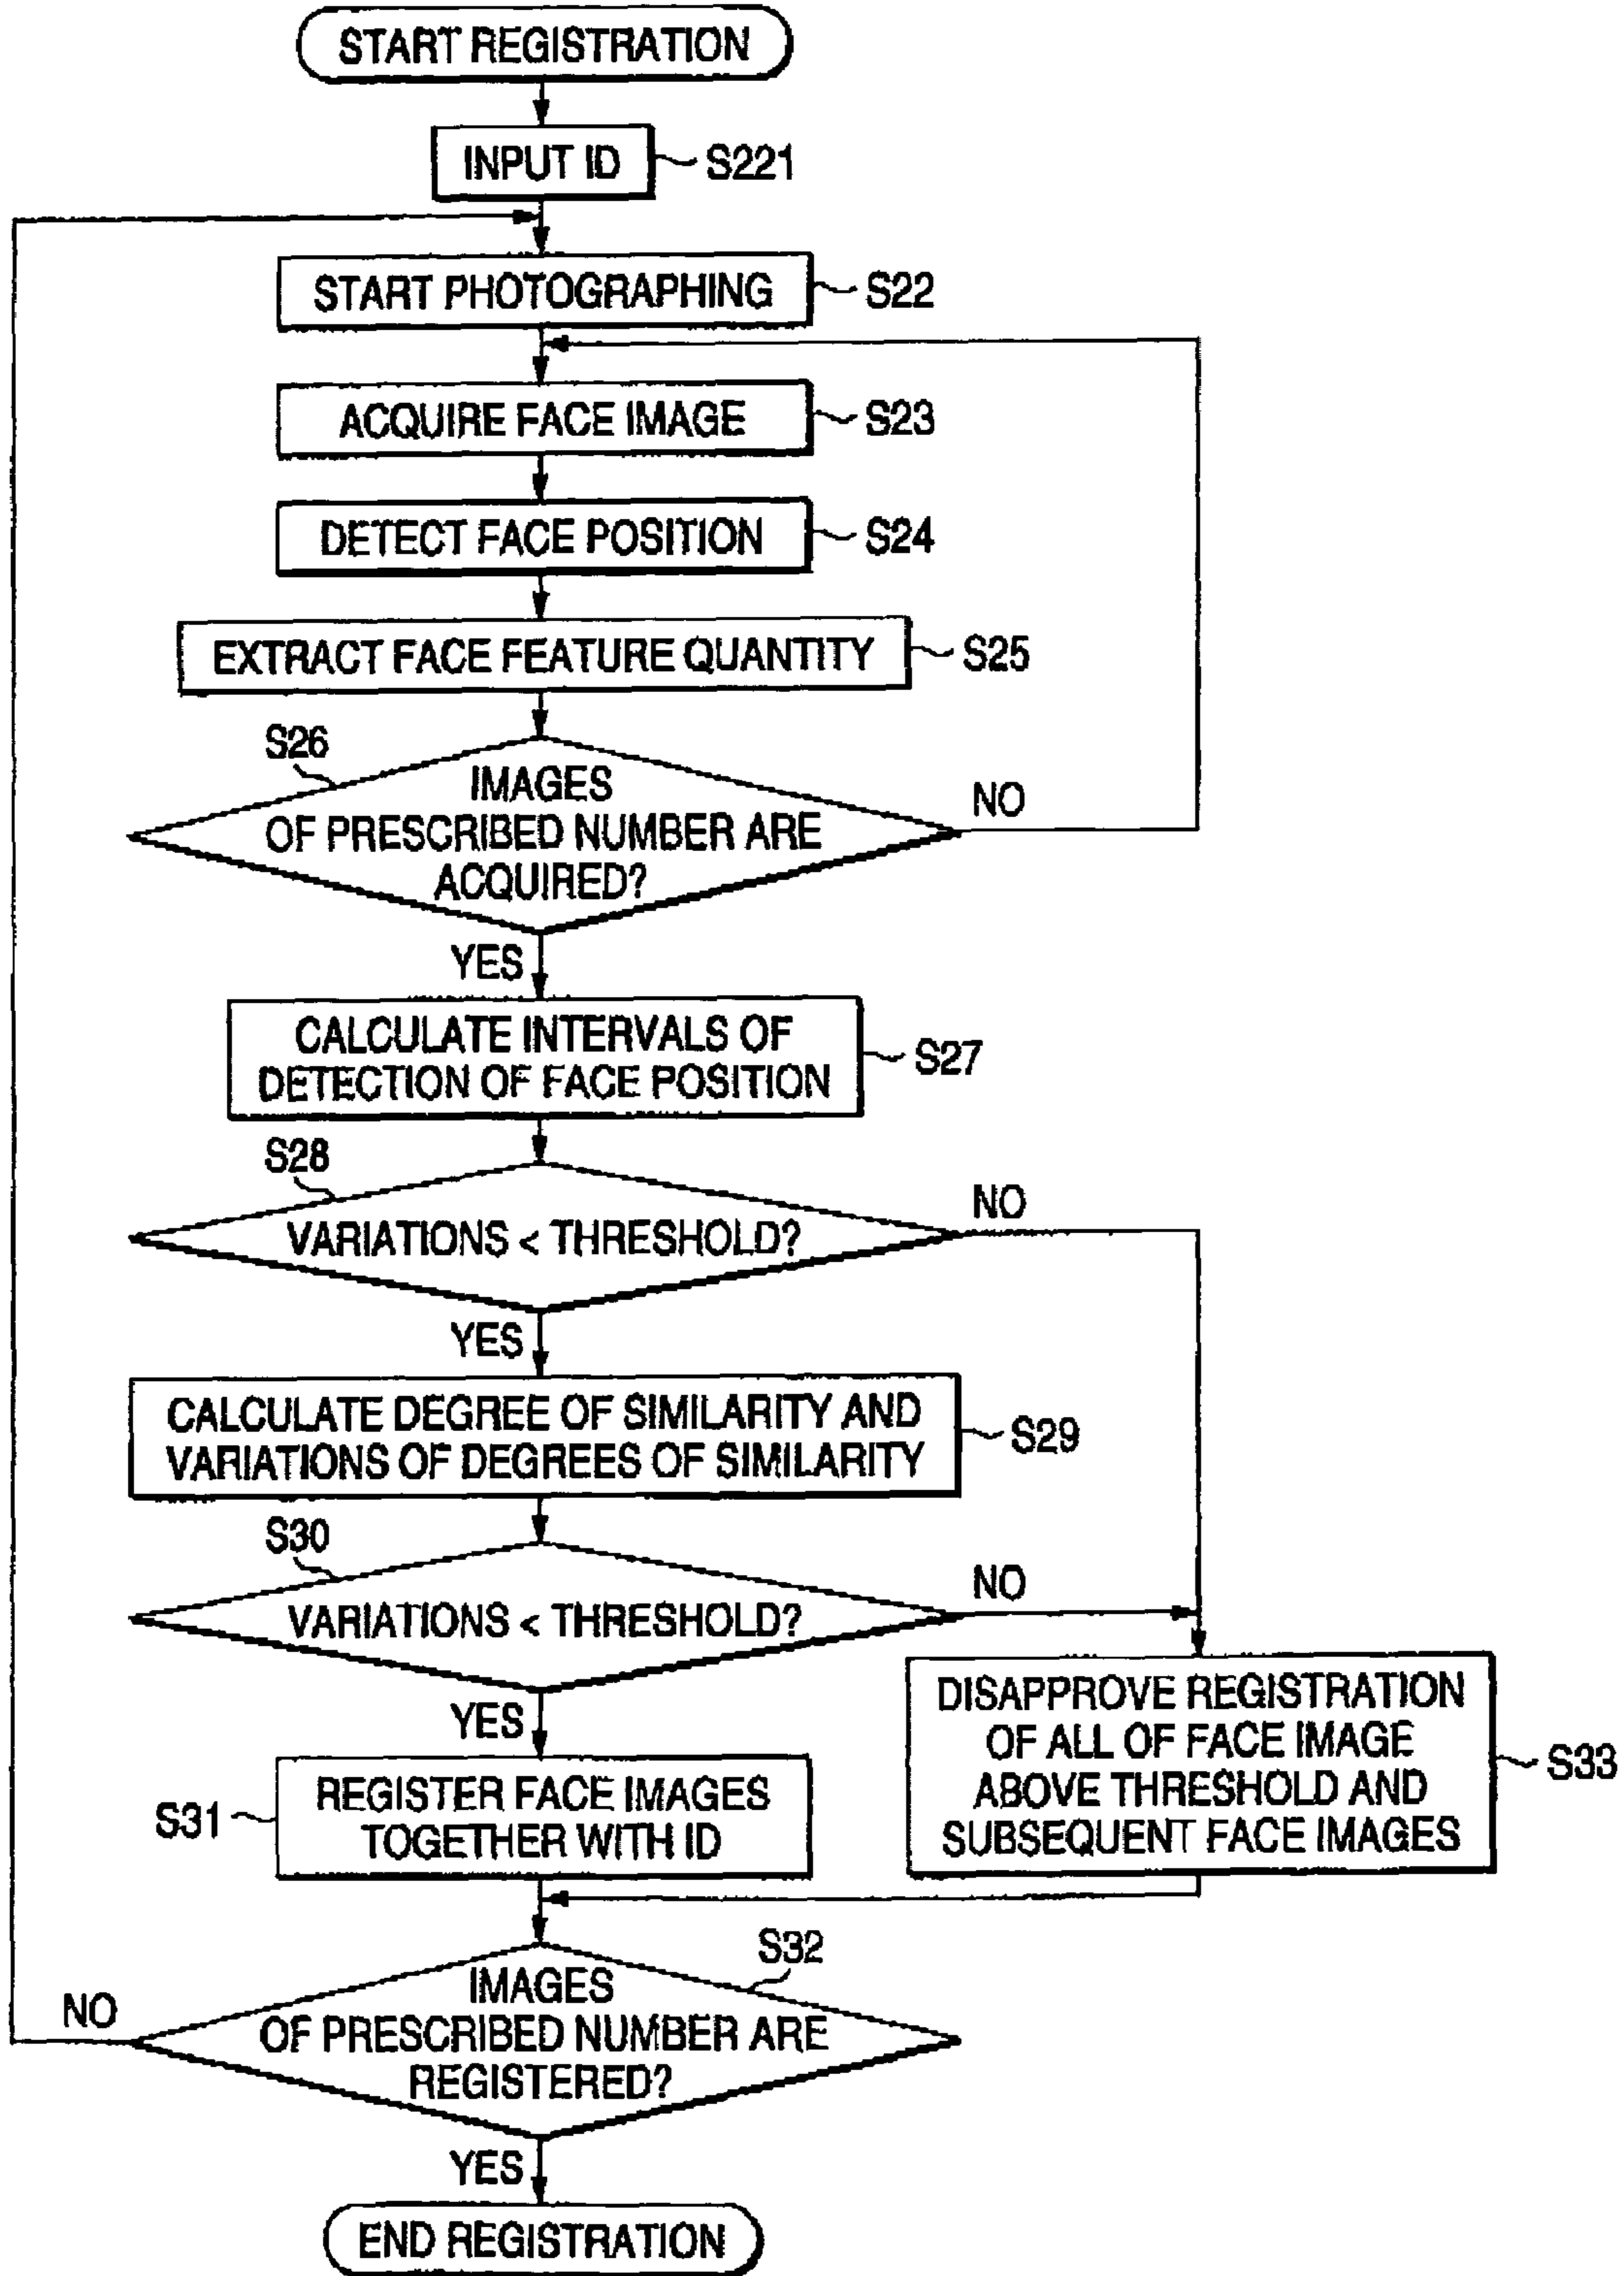 START REGISTRATION
INPUT ID
S221
START PHOTOGRAPHING
S22
ACQUIRE FACE IMAGE
S23
DETECT FACE POSITION
S24
EXTRACT FACE FEATURE QUANTITY
S25
S26
IMAGES
OF PRESCRIBED NUMBER ARE
ACQUIRED?
NO
YES
CALCULATE INTERVALS OF
DETECTION OF FACE POSITION
S27
S28
VARIATIONS < THRESHOLD?
NO
YES
CALCULATE DEGREE OF SIMILARITY AND
VARIATIONS OF DEGREES OF SIMILARITY
S29
S30
VARIATIONS < THRESHOLD?
NO
YES
DISAPPROVE REGISTRATION
OF ALL OF FACE IMAGE
ABOVE THRESHOLD AND
SUBSEQUENT FACE IMAGES
S33
S31
REGISTER FACE IMAGES
TOGETHER WITH ID
S32
IMAGES
OF PRESCRIBED NUMBER ARE
REGISTERED?
NO
YES
END REGISTRATION